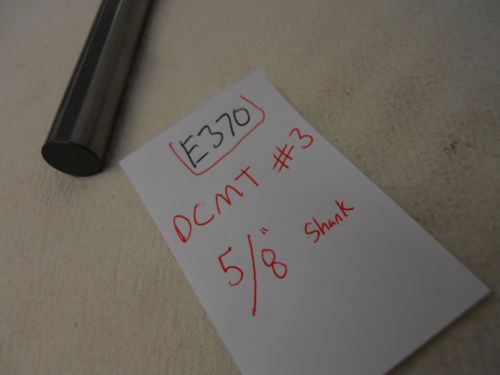 E370
DCMT #3
5/8" Shank